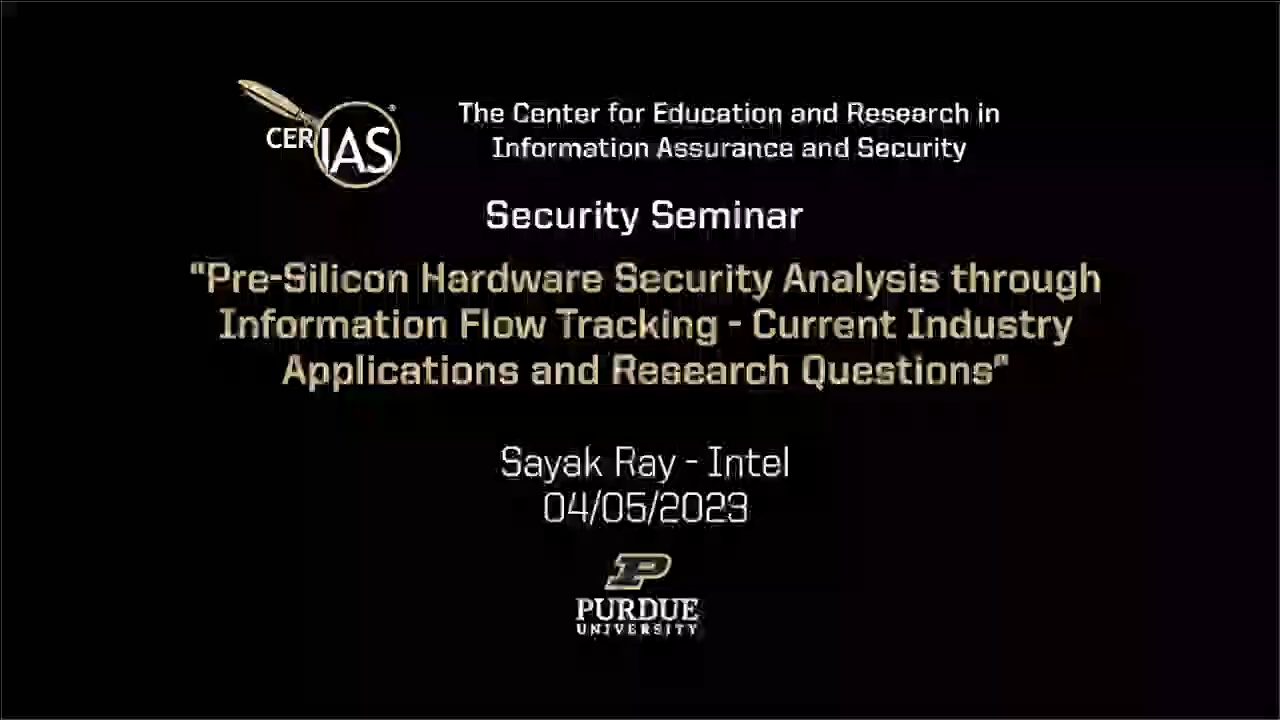 CERIAS®
The Center for Education and Research in
Information Assurance and Security
Security Seminar
"Pre-Silicon Hardware Security Analysis through
Information Flow Tracking - Current Industry
Applications and Research Questions"
Sayak Ray - Intel
04/05/2023
P
PURDUE
UNIVERSITY